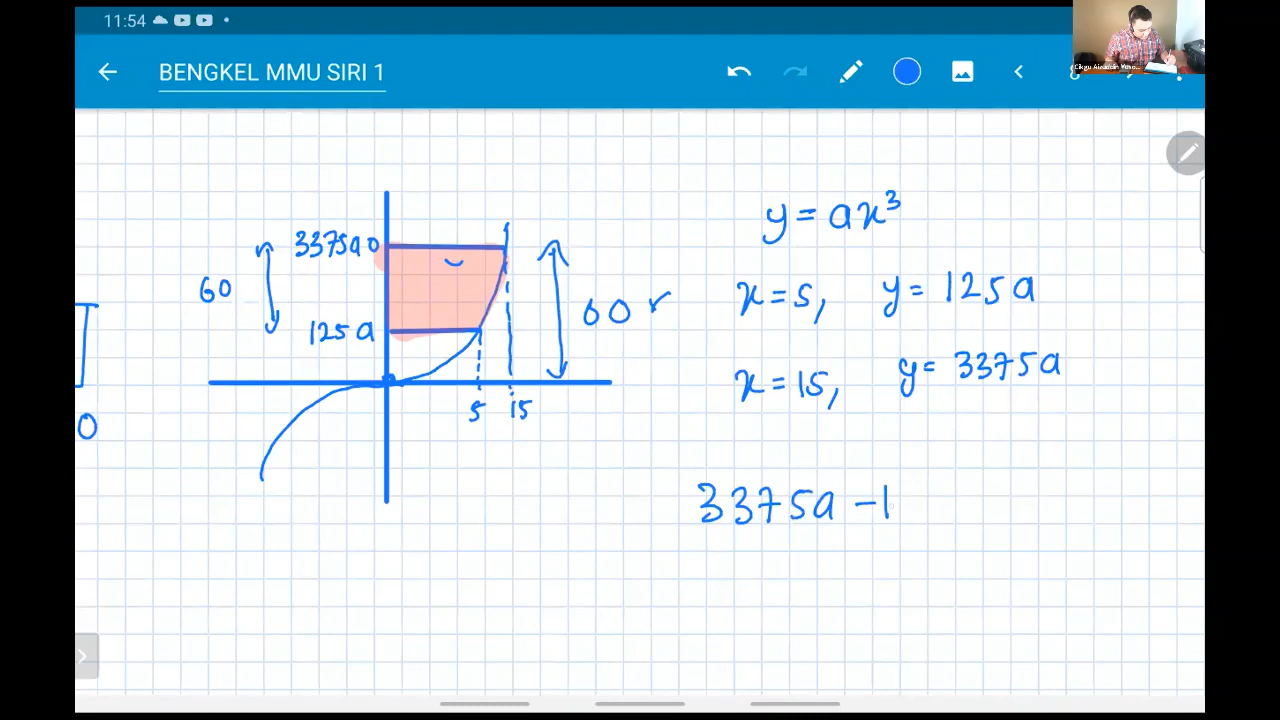 11:54
BENGKEL MMU SIRI 1
y = ax³
3375a
60
x = 5, y = 125a
60
125a
x = 15, y = 3375a
5 15
0
3375a - 1